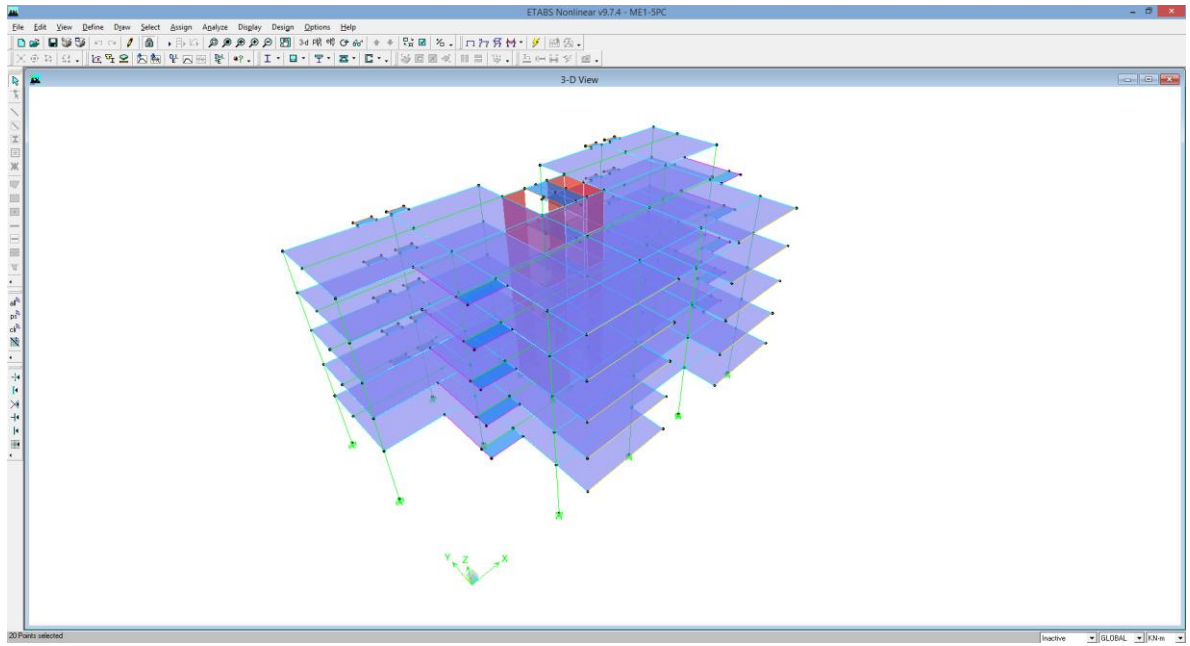 ETABS Nonlinear v9.7.4 - ME1-5PC
File Edit View Define Draw Select Assign Analyze Display Design Options Help
3-d
3-D View
Y Z X
20 Points selected
Inactive GLOBAL KN-m